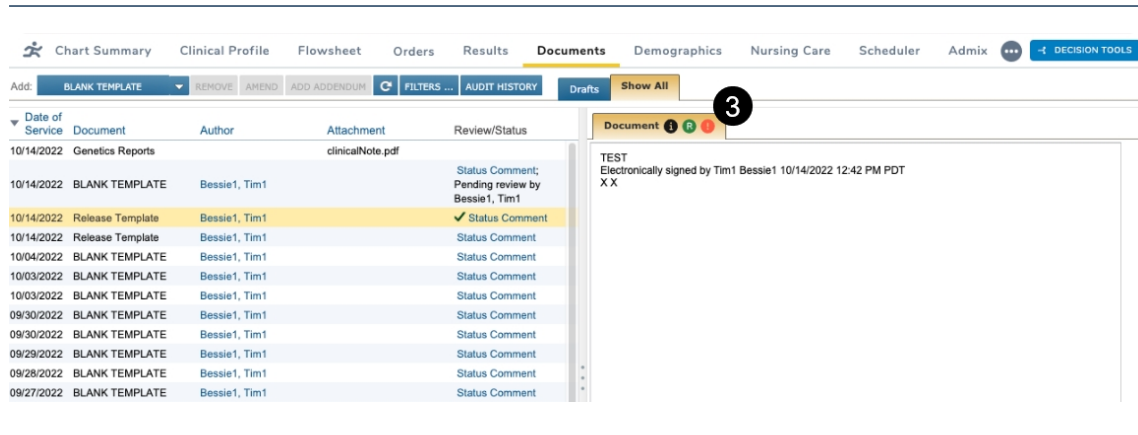 Chart Summary Clinical Profile Flowsheet Orders Results Documents Demographics Nursing Care Scheduler Admix ••• DECISION TOOLS
Add: BLANK TEMPLATE REMOVE AMEND ADD ADDENDUM FILTERS ... AUDIT HISTORY Drafts Show All
3
Date of Service Document Author Attachment Review/Status
10/14/2022 Genetics Reports clinicalNote.pdf
10/14/2022 BLANK TEMPLATE Bessie1, Tim1 Status Comment; Pending review by Bessie1, Tim1
10/14/2022 Release Template Bessie1, Tim1 ✓ Status Comment
10/14/2022 Release Template Bessie1, Tim1 Status Comment
10/04/2022 BLANK TEMPLATE Bessie1, Tim1 Status Comment
10/03/2022 BLANK TEMPLATE Bessie1, Tim1 Status Comment
10/03/2022 BLANK TEMPLATE Bessie1, Tim1 Status Comment
09/30/2022 BLANK TEMPLATE Bessie1, Tim1 Status Comment
09/30/2022 BLANK TEMPLATE Bessie1, Tim1 Status Comment
09/29/2022 BLANK TEMPLATE Bessie1, Tim1 Status Comment
09/28/2022 BLANK TEMPLATE Bessie1, Tim1 Status Comment
09/27/2022 BLANK TEMPLATE Bessie1, Tim1 Status Comment
Document i R !
TEST
Electronically signed by Tim1 Bessie1 10/14/2022 12:42 PM PDT
X X